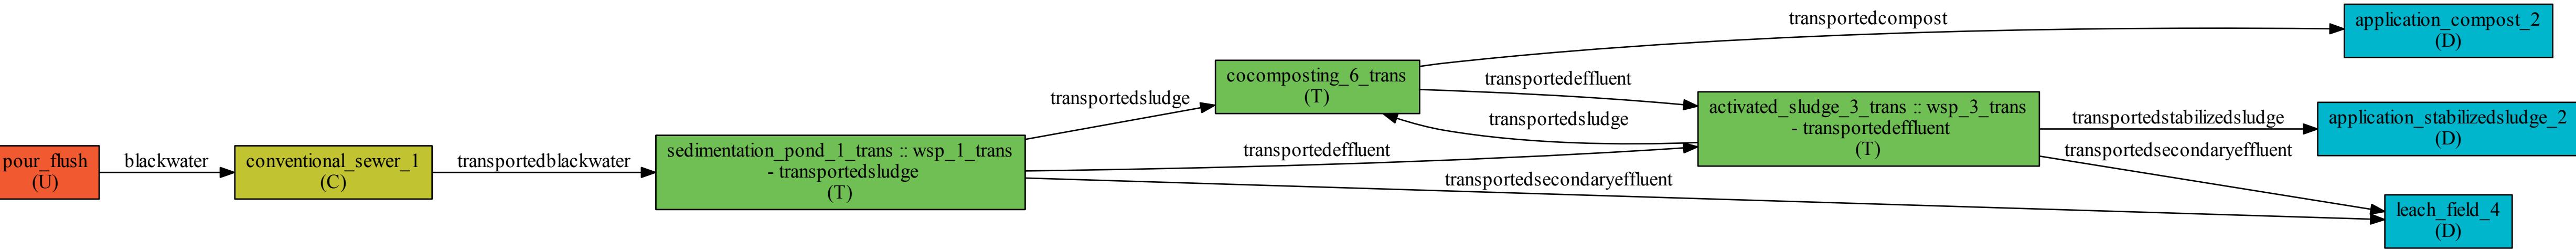 pour_flush
(U)
blackwater
conventional_sewer_1
(C)
transportedblackwater
sedimentation_pond_1_trans :: wsp_1_trans
- transportedsludge
(T)
transportedsludge
transportedeffluent
transportedsecondaryeffluent
cocomposting_6_trans
(T)
transportedcompost
transportedeffluent
transportedsludge
activated_sludge_3_trans :: wsp_3_trans
- transportedeffluent
(T)
transportedstabilizedsludge
transportedsecondaryeffluent
application_compost_2
(D)
application_stabilizedsludge_2
(D)
leach_field_4
(D)